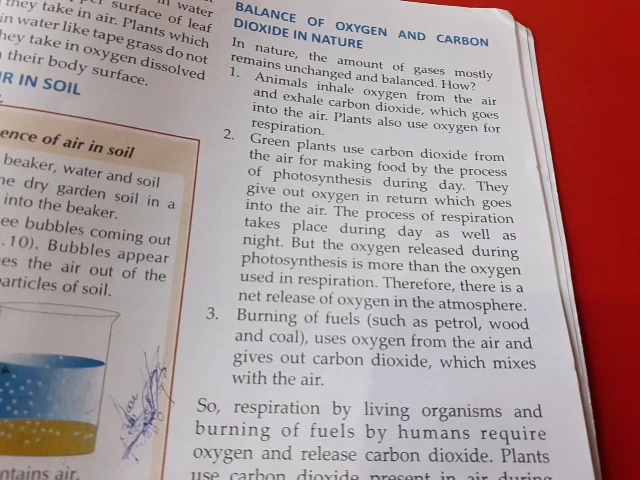 in water
they take in air. Plants which
surface of leaf
in water like tape grass do not
they take in oxygen dissolved
their body surface.
IR IN SOIL
ence of air in soil
beaker, water and soil
dry garden soil in a
into the beaker.
ee bubbles coming out
.10). Bubbles appear
es the air out of the
articles of soil.
ntains air.
BALANCE OF OXYGEN AND CARBON
DIOXIDE IN NATURE
In nature, the amount of gases mostly
remains unchanged and balanced. How?
1. Animals inhale oxygen from the air
and exhale carbon dioxide, which goes
into the air. Plants also use oxygen for
respiration.
2. Green plants use carbon dioxide from
the air for making food by the process
of photosynthesis during day. They
give out oxygen in return which goes
into the air. The process of respiration
takes place during day as well as
night. But the oxygen released during
photosynthesis is more than the oxygen
used in respiration. Therefore, there is a
net release of oxygen in the atmosphere.
3. Burning of fuels (such as petrol, wood
and coal), uses oxygen from the air and
gives out carbon dioxide, which mixes
with the air.
So, respiration by living organisms and
burning of fuels by humans require
oxygen and release carbon dioxide. Plants
use carbon dioxide present in air during